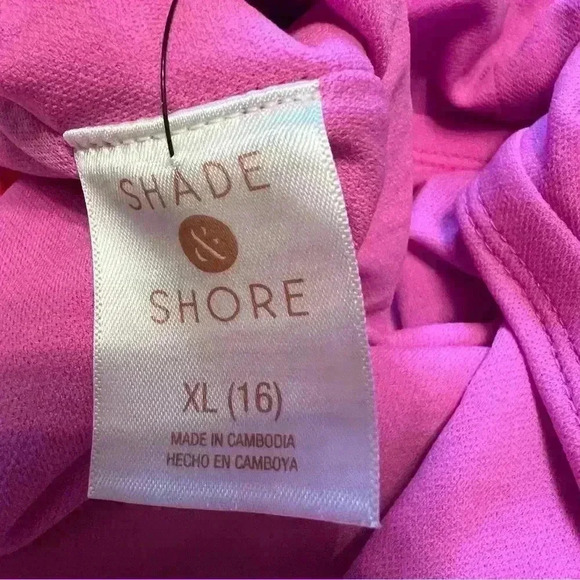 SHADE
&
SHORE
XL (16)
MADE IN CAMBODIA
HECHO EN CAMBOYA